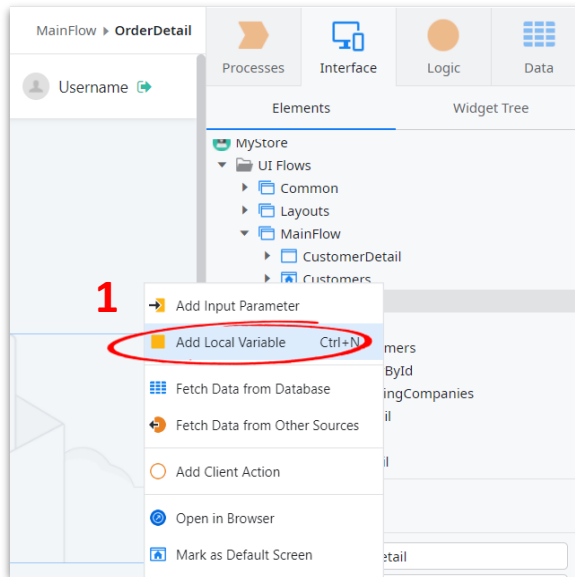 MainFlow ▸ OrderDetail
Username
Processes
Interface
Logic
Data
Elements
Widget Tree
MyStore
UI Flows
Common
Layouts
MainFlow
CustomerDetail
Customers
1
Add Input Parameter
Add Local Variable Ctrl+N
mers
ById
Fetch Data from Database
ingCompanies
il
Fetch Data from Other Sources
il
Add Client Action
Open in Browser
Mark as Default Screen
etail